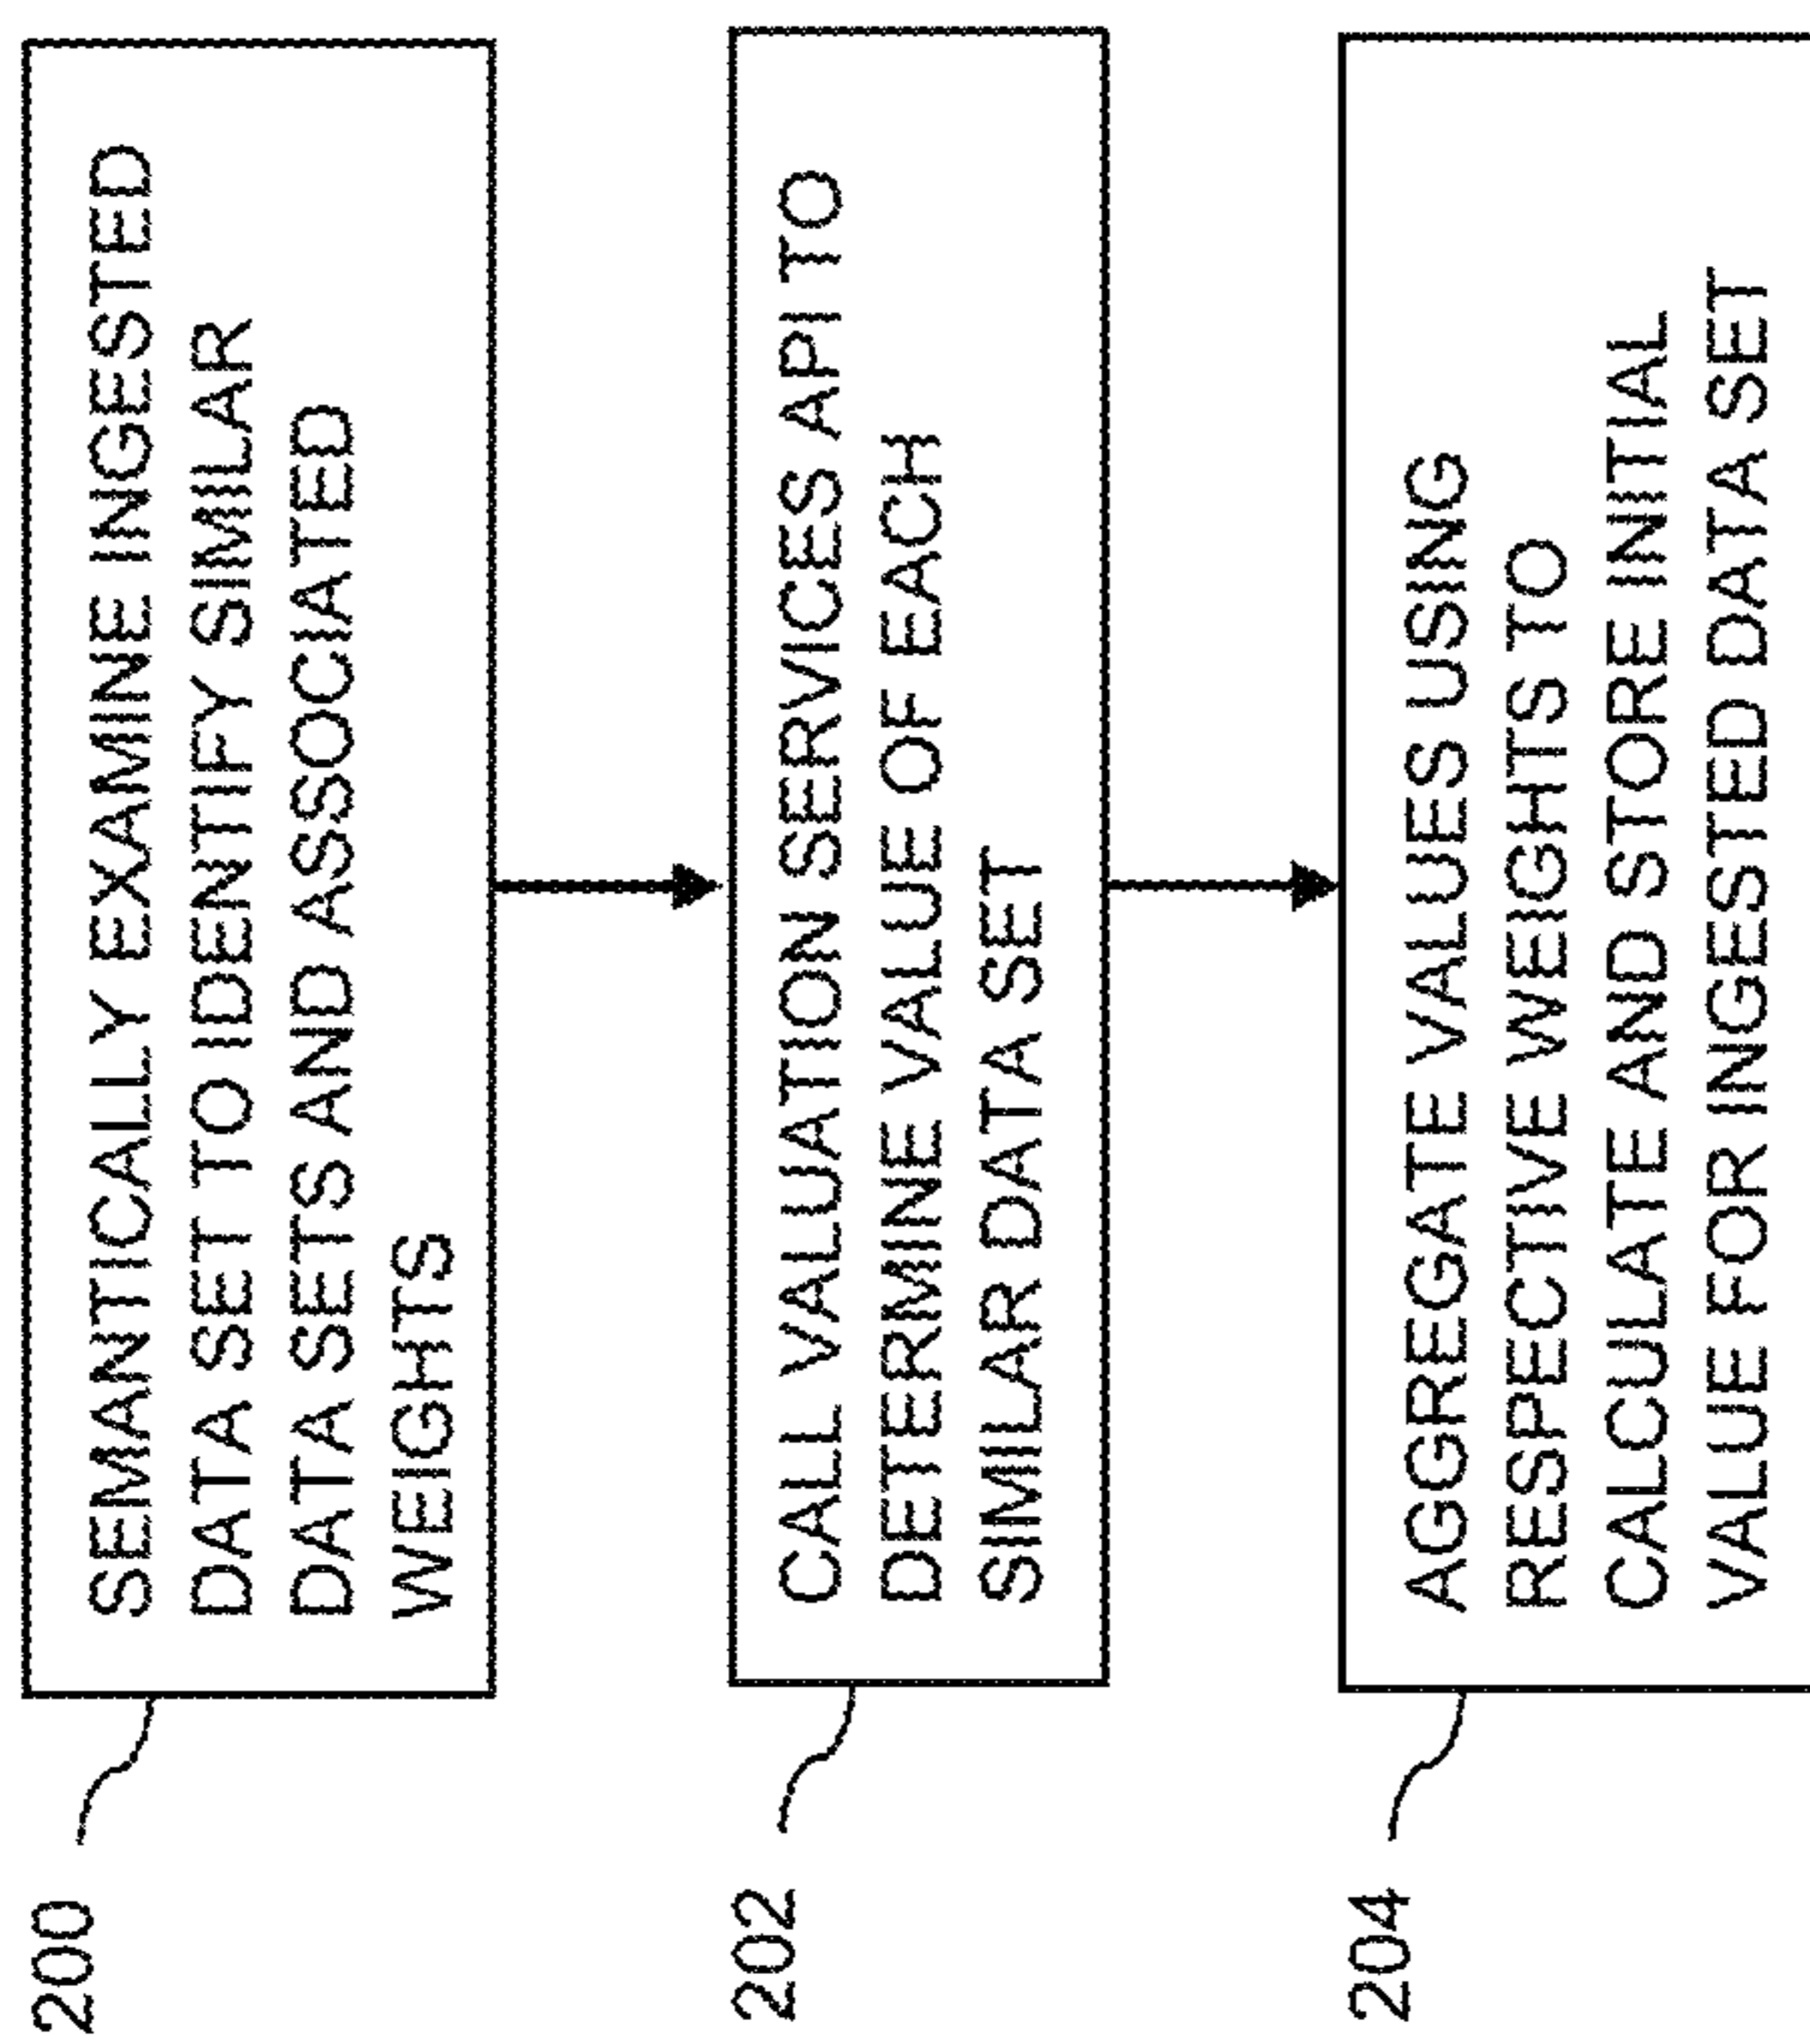 200
SEMANTICALLY EXAMINE INGESTED
DATA SET TO IDENTIFY SIMILAR
DATA SETS AND ASSOCIATED
WEIGHTS
202
CALL VALUATION SERVICES API TO
DETERMINE VALUE OF EACH
SIMILAR DATA SET
204
AGGREGATE VALUES USING
RESPECTIVE WEIGHTS TO
CALCULATE AND STORE INITIAL
VALUE FOR INGESTED DATA SET